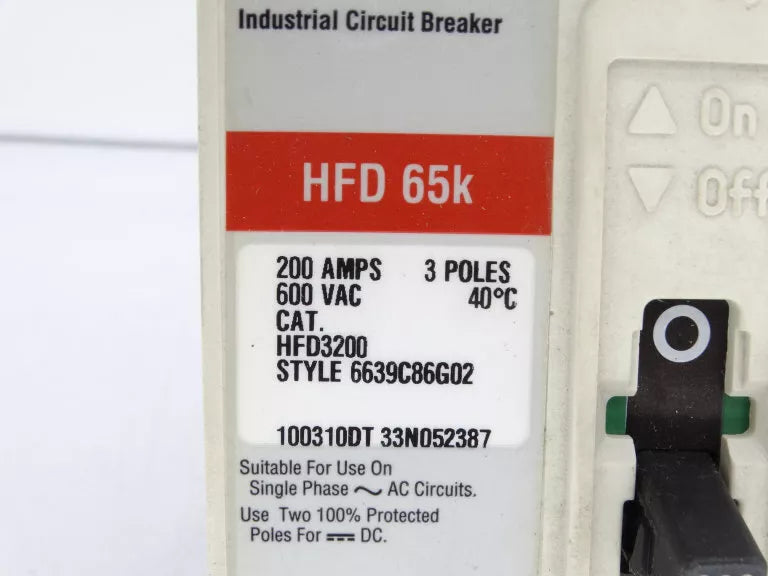 Industrial Circuit Breaker
HFD 65k
On
Off
200 AMPS 3 POLES
600 VAC 40°C
CAT.
HFD3200
STYLE 6639C86G02
100310DT 33N052387
Suitable For Use On
Single Phase ∼ AC Circuits.
Use Two 100% Protected
Poles For ⎓ DC.
O